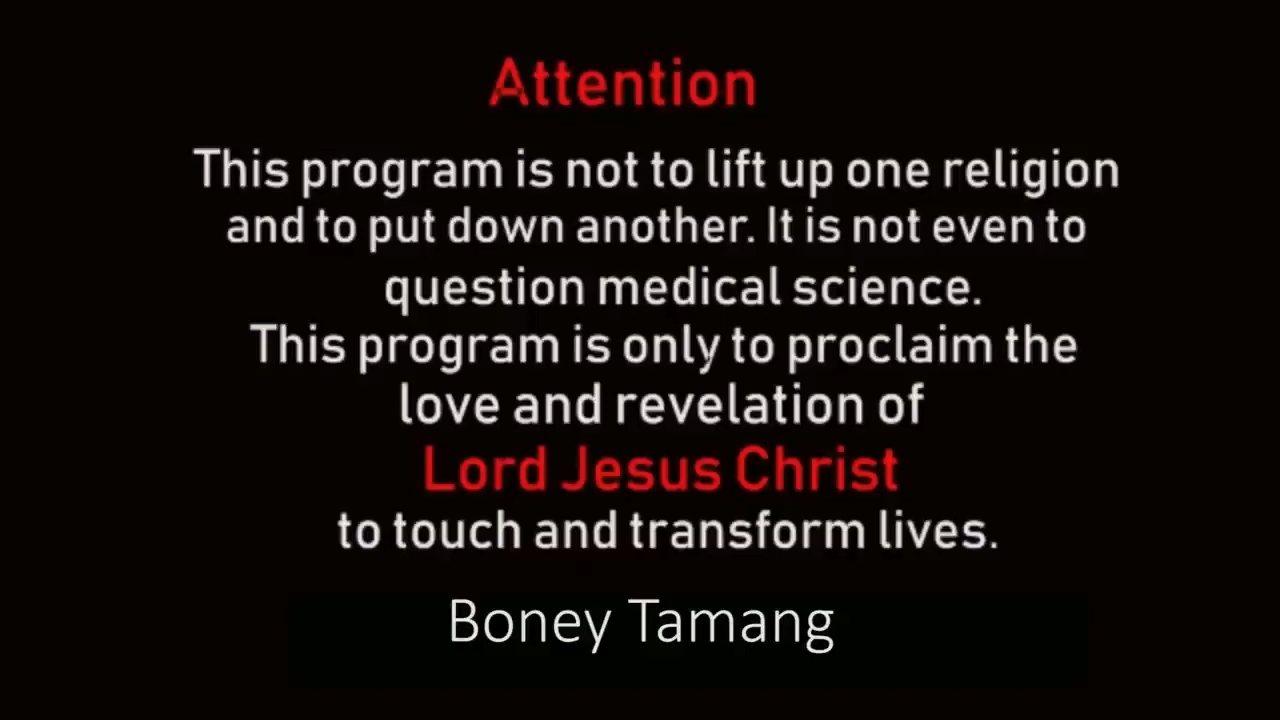 Attention
This program is not to lift up one religion
and to put down another. It is not even to
question medical science.
This program is only to proclaim the
love and revelation of
Lord Jesus Christ
to touch and transform lives.
Boney Tamang